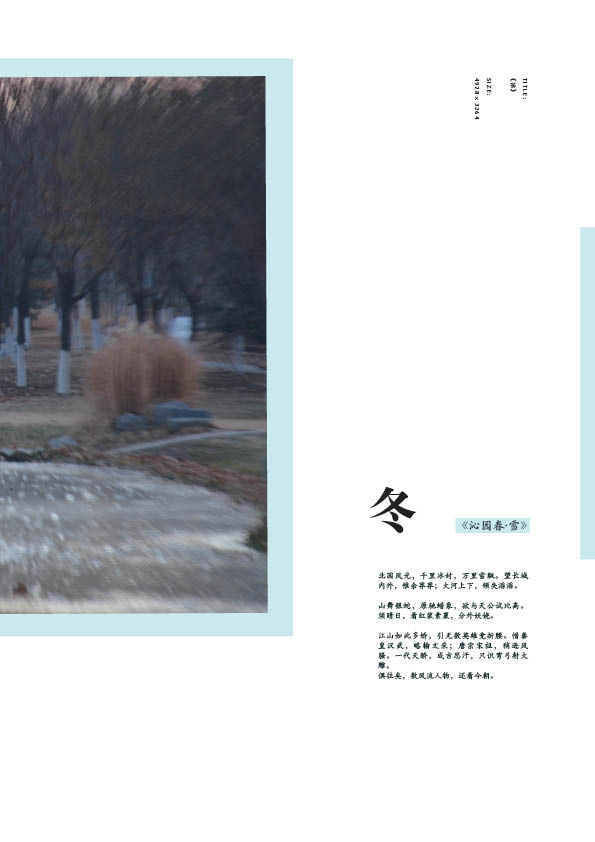 TITLE:
SIZE:
4928 x 3264
冬
《沁园春·雪》
北国风光，千里冰封，万里雪飘。望长城
内外，惟余莽莽；大河上下，顿失滔滔。
山舞银蛇，原驰蜡象，欲与天公试比高。
须晴日，看红装素裹，分外妖娆。
江山如此多娇，引无数英雄竞折腰。惜秦
皇汉武，略输文采；唐宗宋祖，稍逊风
骚。一代天骄，成吉思汗，只识弯弓射大
雕。
俱往矣，数风流人物，还看今朝。